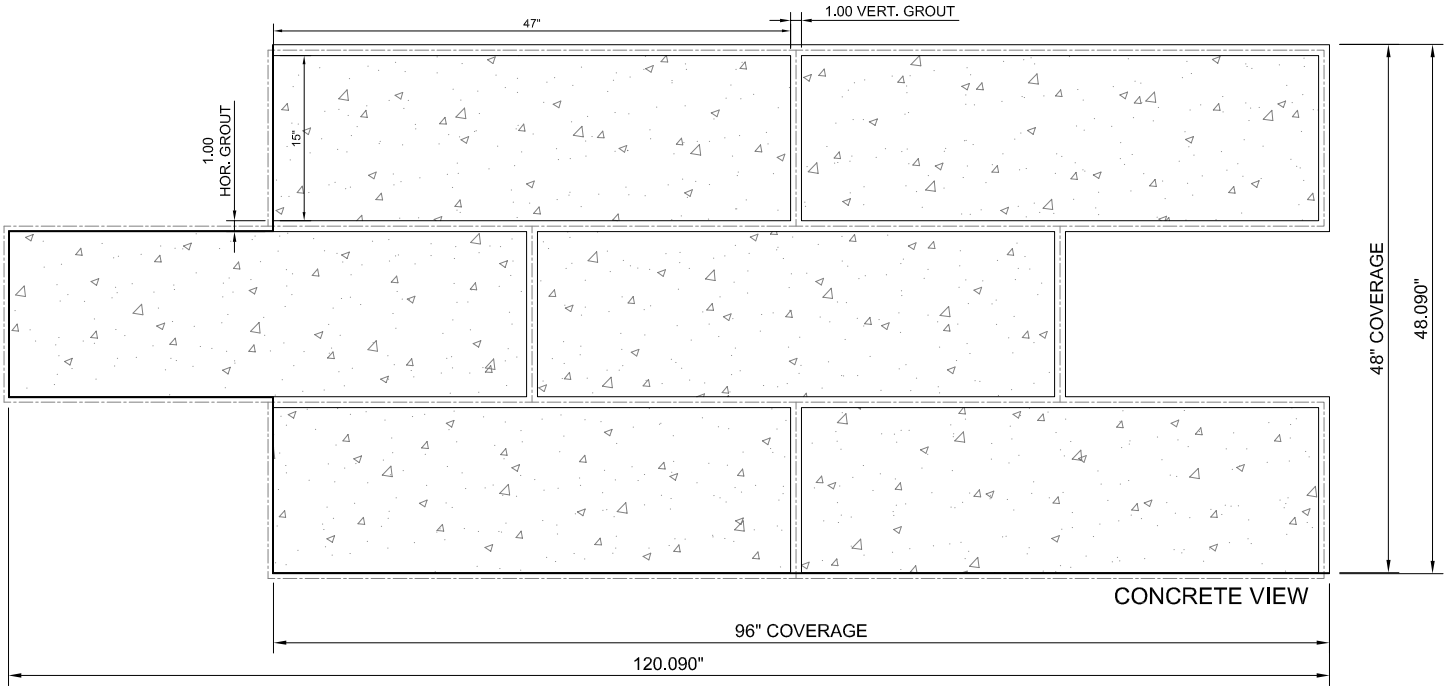 1.00 VERT. GROUT
47"
15"
1.00
HOR. GROUT
48" COVERAGE
48.090"
CONCRETE VIEW
96" COVERAGE
120.090"